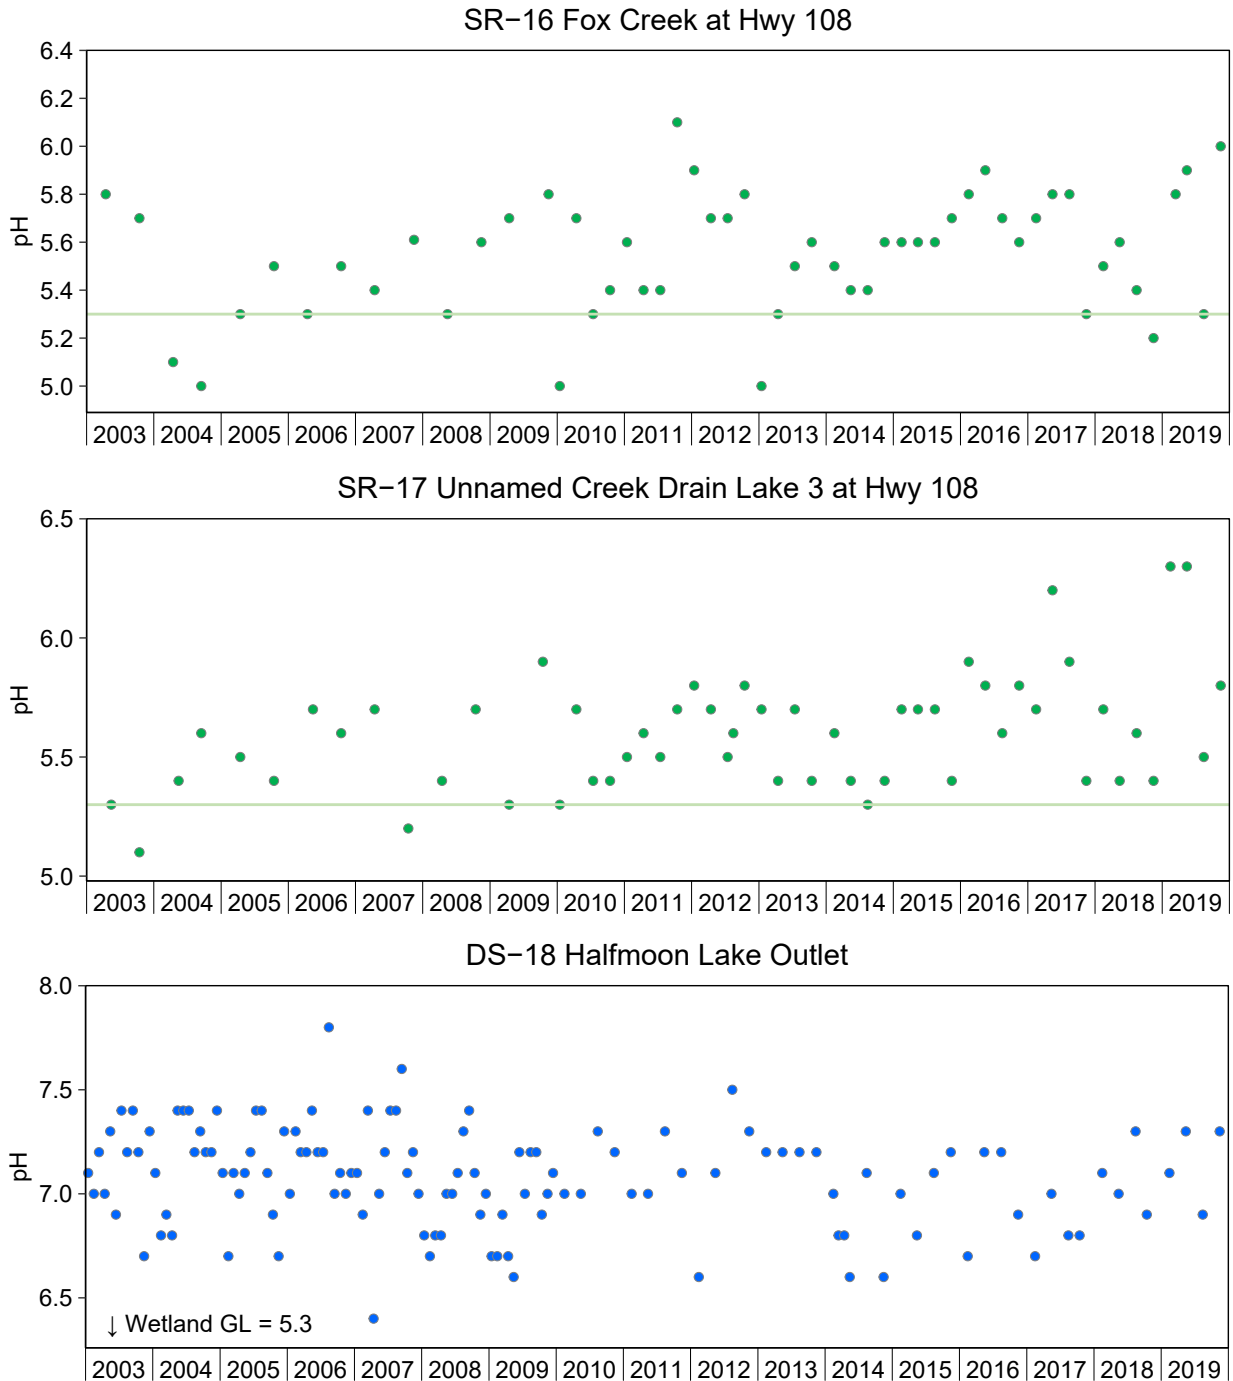 SR−16 Fox Creek at Hwy 108
6.4
6.2
6.0
5.8
5.6
5.4
5.2
5.0
pH
2003 2004 2005 2006 2007 2008 2009 2010 2011 2012 2013 2014 2015 2016 2017 2018 2019
SR−17 Unnamed Creek Drain Lake 3 at Hwy 108
6.5
6.0
5.5
5.0
pH
2003 2004 2005 2006 2007 2008 2009 2010 2011 2012 2013 2014 2015 2016 2017 2018 2019
DS−18 Halfmoon Lake Outlet
8.0
7.5
7.0
6.5
pH
↓ Wetland GL = 5.3
2003 2004 2005 2006 2007 2008 2009 2010 2011 2012 2013 2014 2015 2016 2017 2018 2019